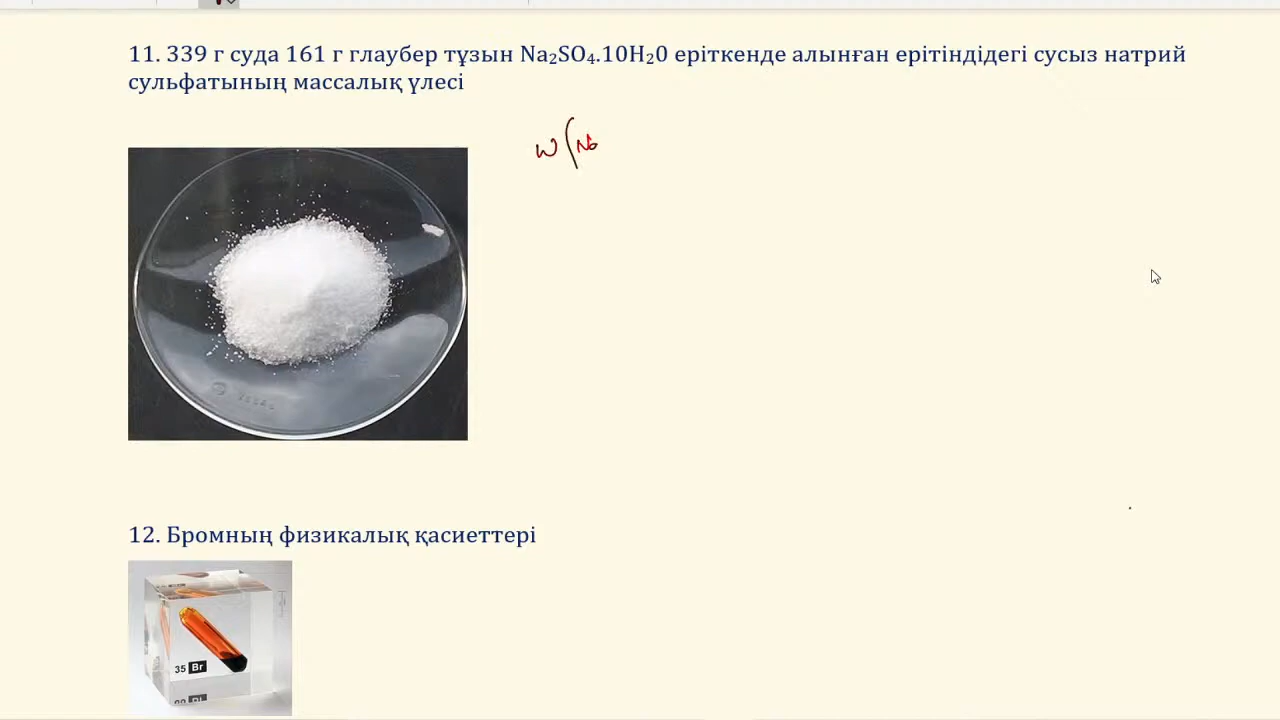 11. 339 г суда 161 г глаубер тұзын Na₂SO₄.10H₂0 еріткенде алынған ерітіндідегі сусыз натрий
сульфатының массалық үлесі
w(Na
12. Бромның физикалық қасиеттері
35 Br